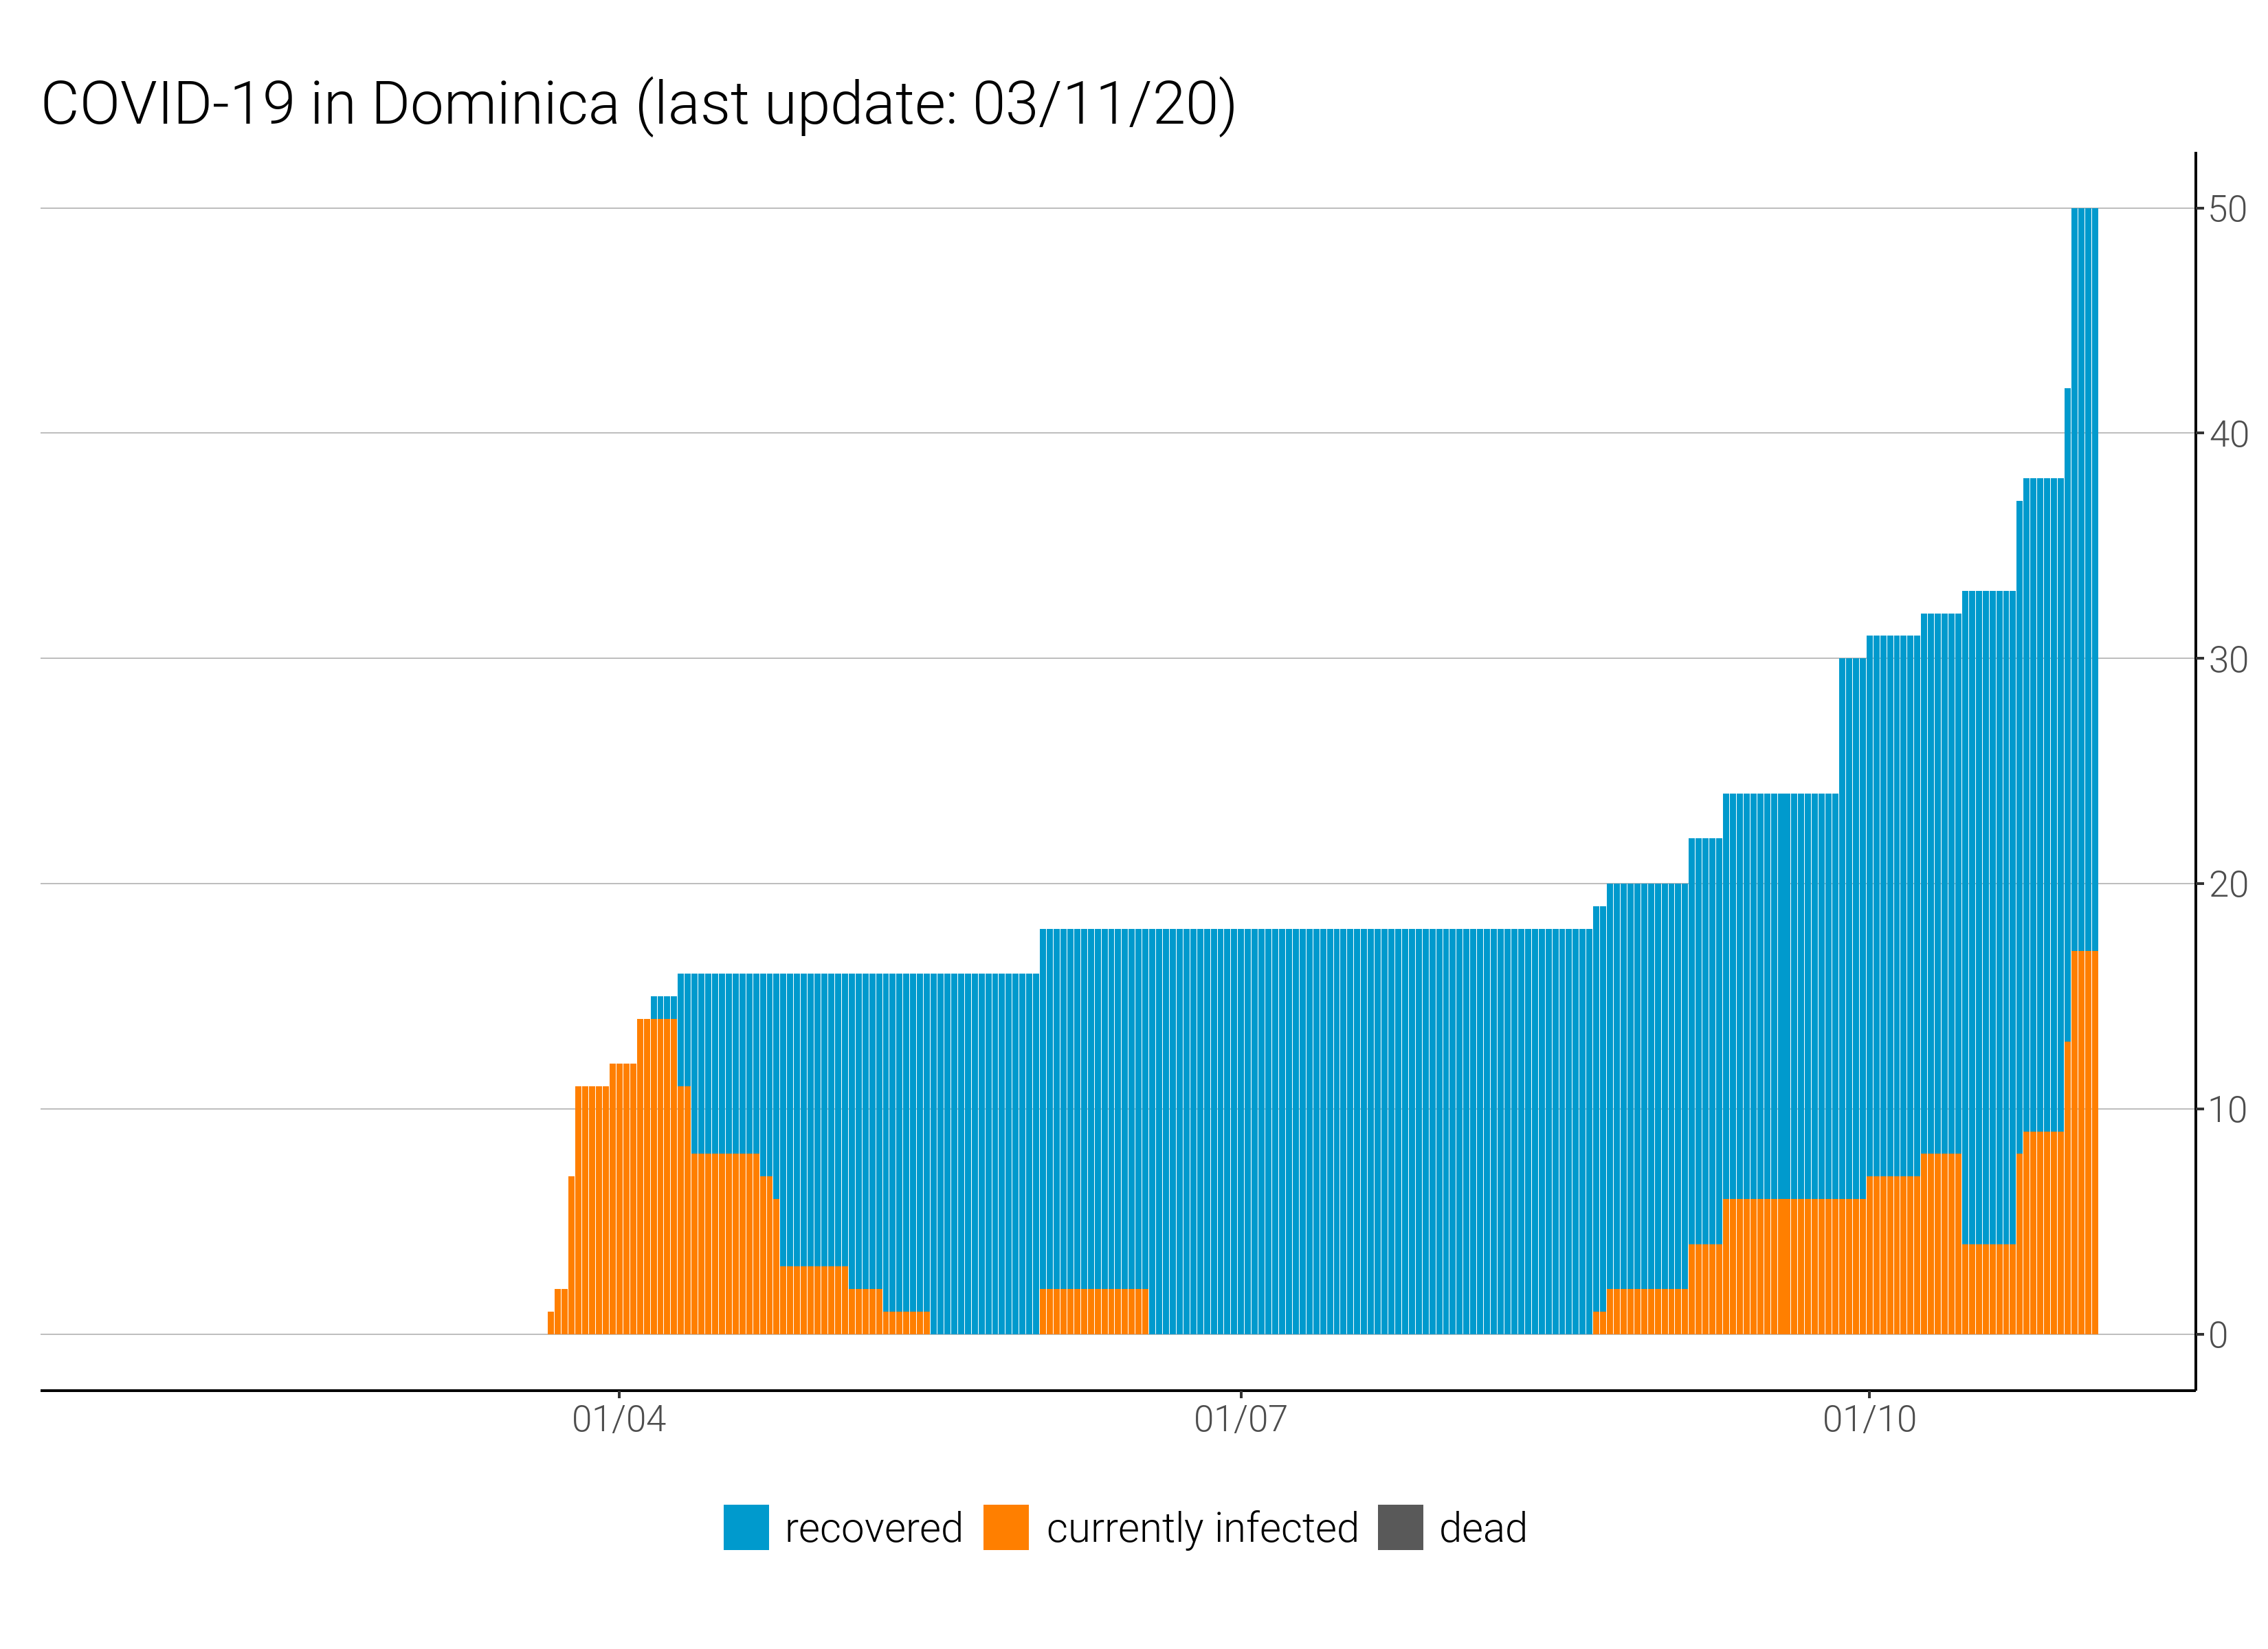 COVID-19 in Dominica (last update: 03/11/20)
50
40
30
20
10
0
01/04 01/07 01/10
recovered currently infected dead